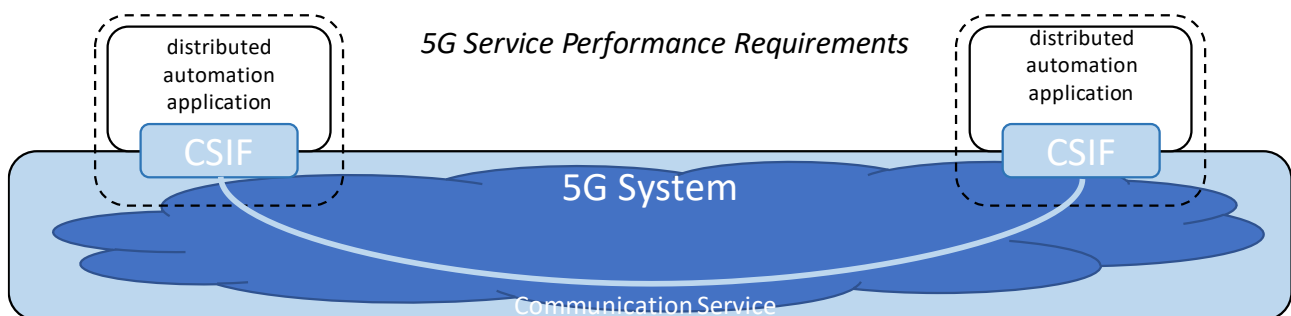 distributed
automation
application
5G Service Performance Requirements
distributed
automation
application
CSIF
CSIF
5G System
Communication Service